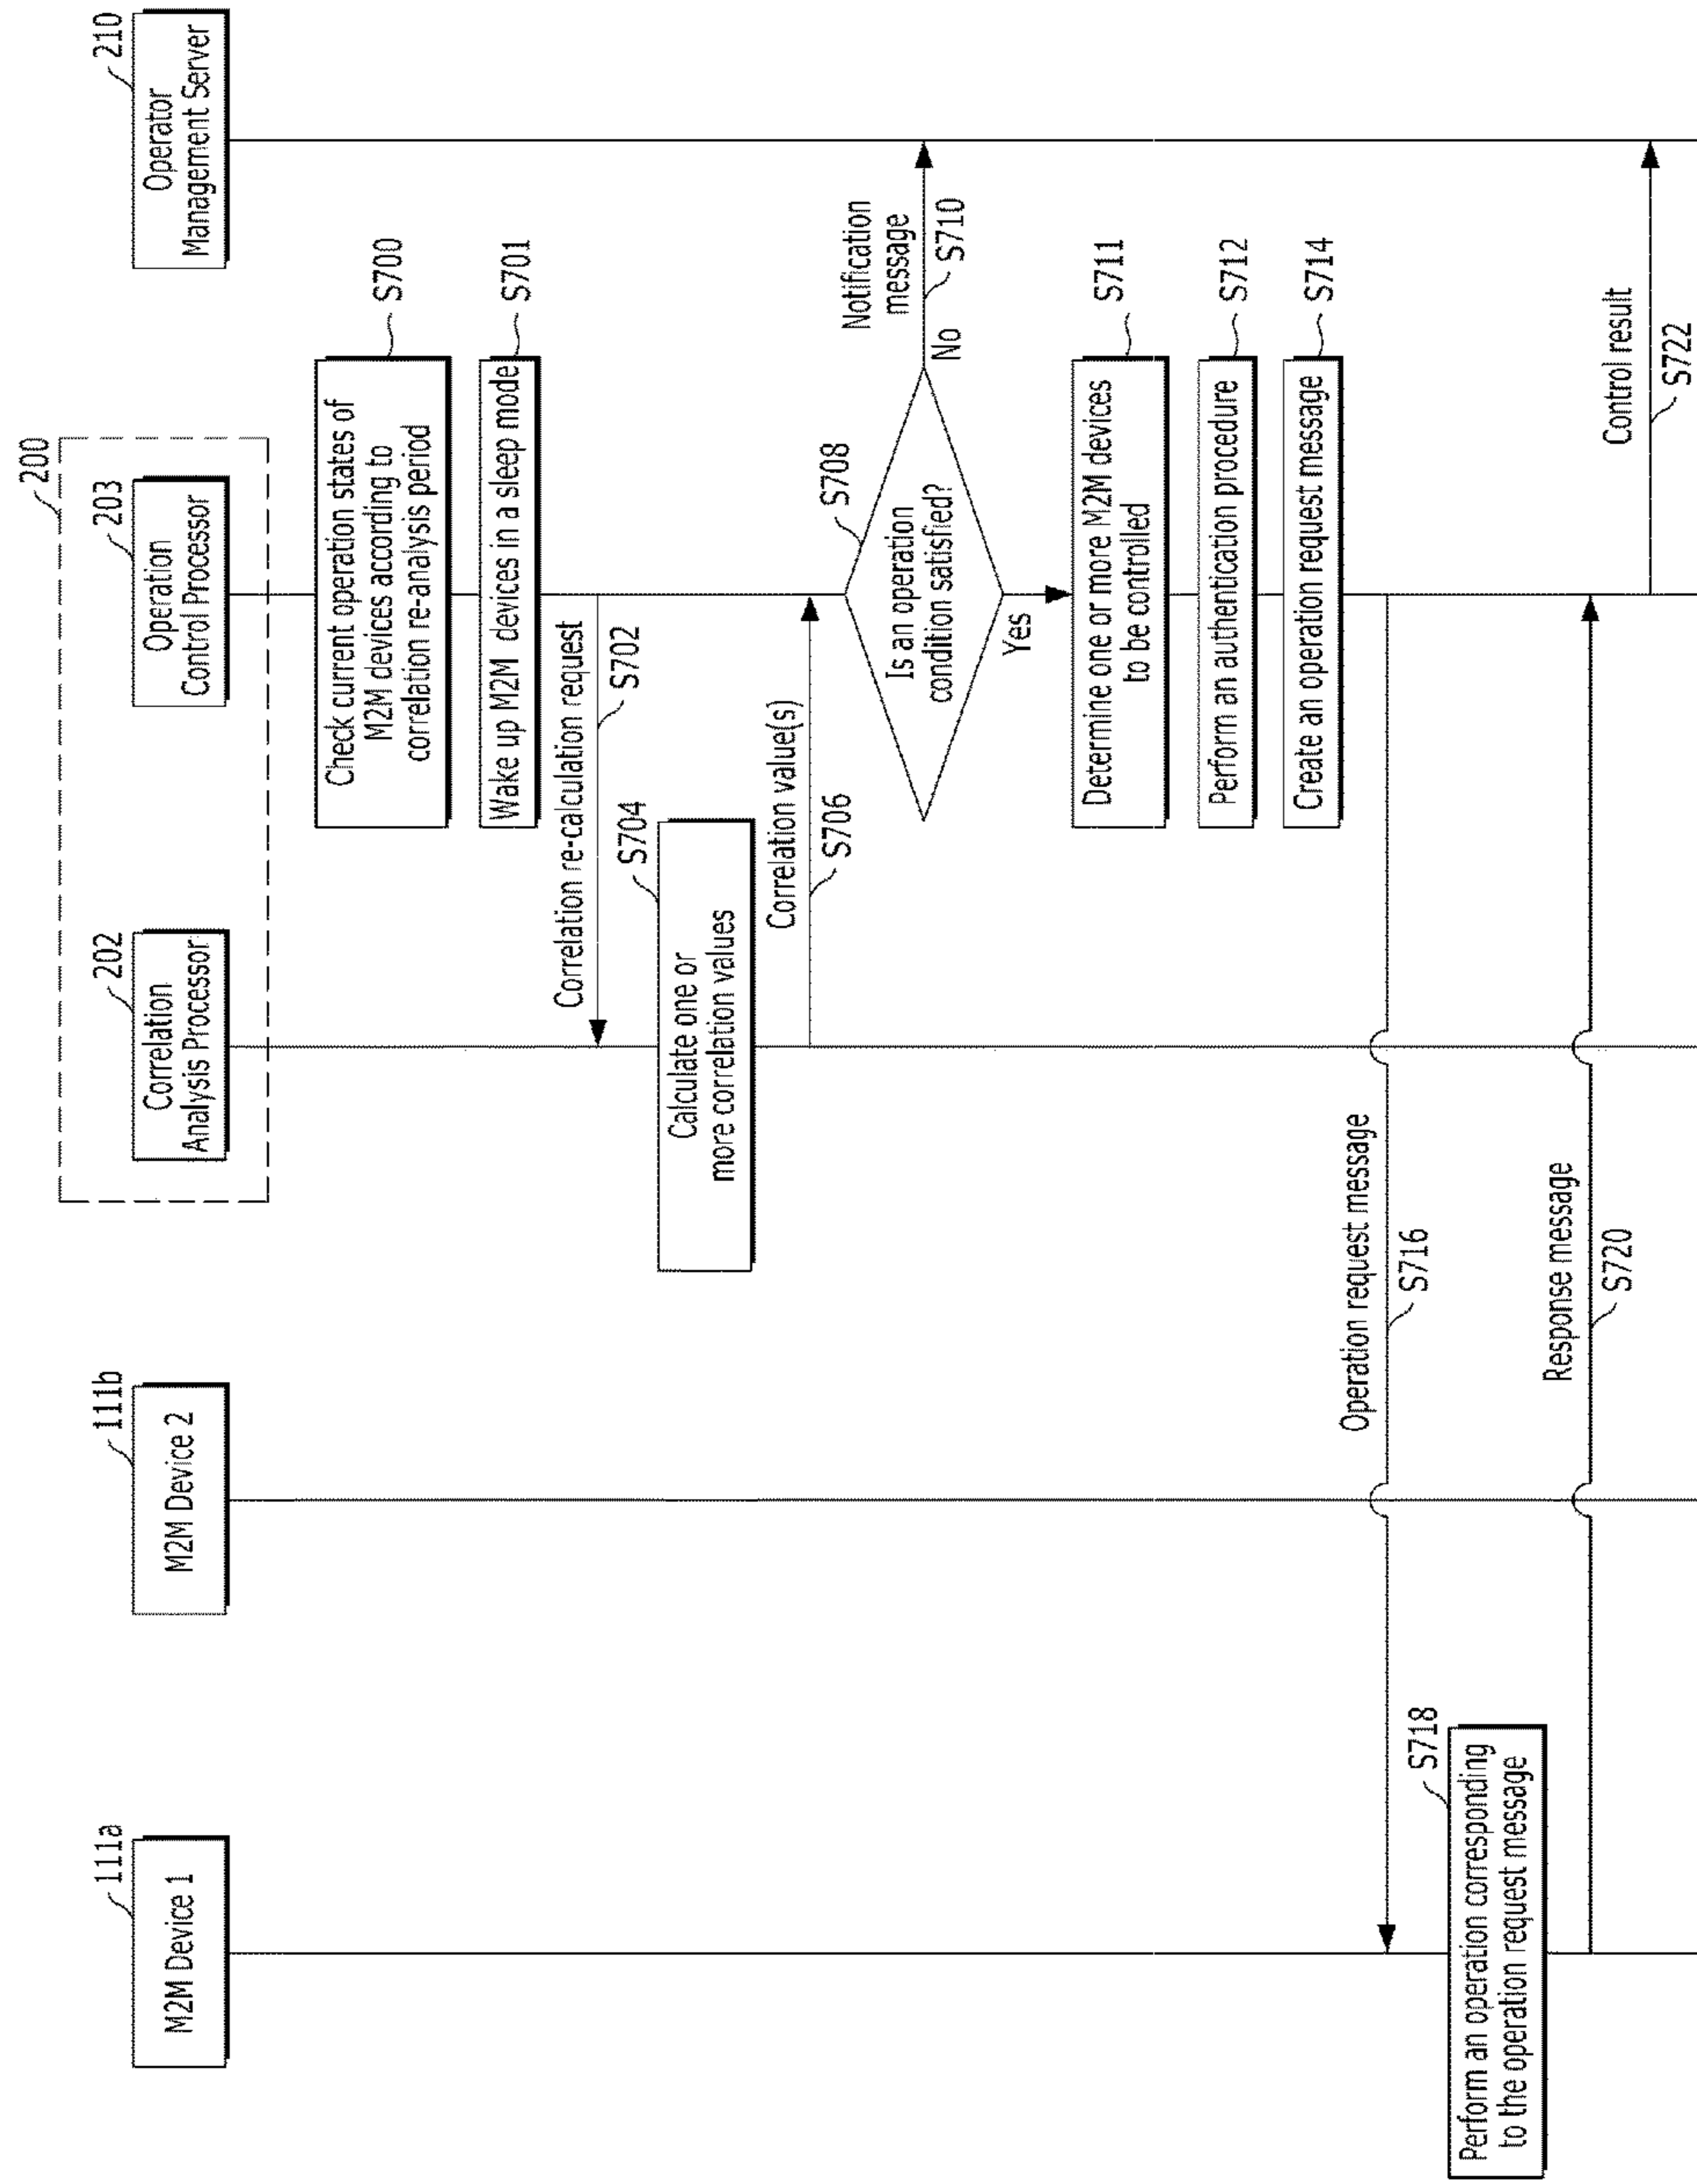 200
111a
111b
202
203
210
M2M Device 1
M2M Device 2
Correlation
Analysis Processor
Operation
Control Processor
Operator
Management Server
S700
Check current operation states of
M2M devices according to
correlation re-analysis period
S701
Wake up M2M devices in a sleep mode
Correlation re-calculation request
S702
S704
Calculate one or
more correlation values
Correlation value(s)
S706
S708
Is an operation
condition satisfied?
Notification
message
No
S710
Yes
Determine one or more M2M devices
to be controlled
S711
Perform an authentication procedure
S712
Create an operation request message
S714
Operation request message
S716
S718
Perform an operation corresponding
to the operation request message
Response message
S720
Control result
S722